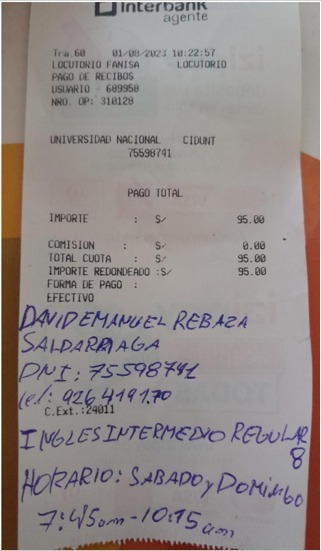 Interbank
agente
Tra.60 01/08/2023 10:22:57
LOCUTORIO FANISA LOCUTORIO
PAGO DE RECIBOS
USUARIO - 689950
NRO. OP: 310128
UNIVERSIDAD NACIONAL CIDUNT
75598741
PAGO TOTAL
IMPORTE : S/ 95.00
COMISION : S/ 0.00
TOTAL CUOTA : S/ 95.00
IMPORTE REDONDEADO :S/ 95.00
FORMA DE PAGO :
EFECTIVO
DAVID EMANUEL REBAZA
SALDARRIAGA
DNI: 75598741
Cel: 926419170
C.Ext.:24011
INGLES INTERMEDIO REGULAR
8
HORARIO: SABADO y DOMINGO
7:45am - 10:15am